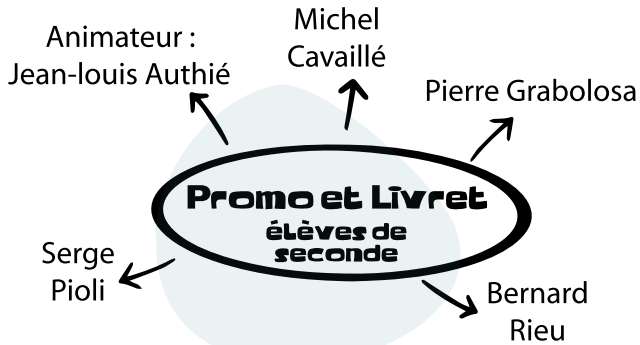 Animateur :
Jean-louis Authié
Michel
Cavaillé
Pierre Grabolosa
Promo et Livret
élèves de
seconde
Serge
Pioli
Bernard
Rieu